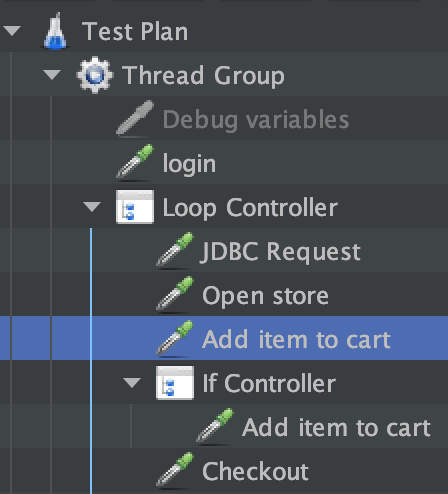 Test Plan
Thread Group
Debug variables
login
Loop Controller
JDBC Request
Open store
Add item to cart
If Controller
Add item to cart
Checkout